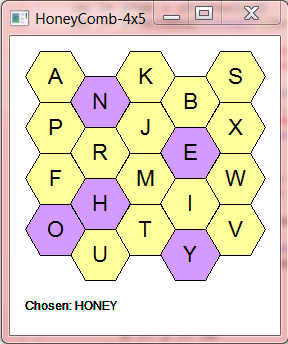 HoneyComb-4x5
A K S
N B
P J X
R E
F M W
H I
O T V
U Y
Chosen: HONEY